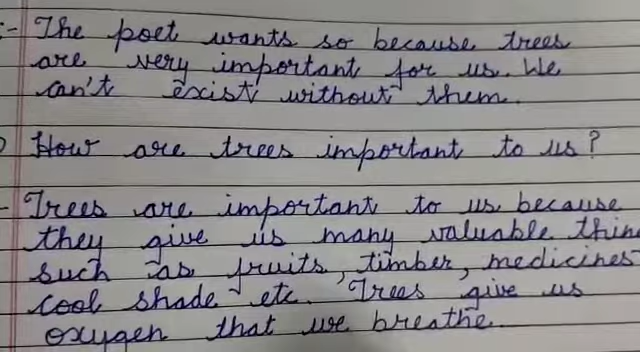 :- The poet wants so because trees
are very important for us. We
can't exist without them.
How are trees important to us?
- Trees are important to us because
they give us many valuable thin
such as fruits, timber, medicines
cool shade etc. Trees give us
oxygen that we breathe.